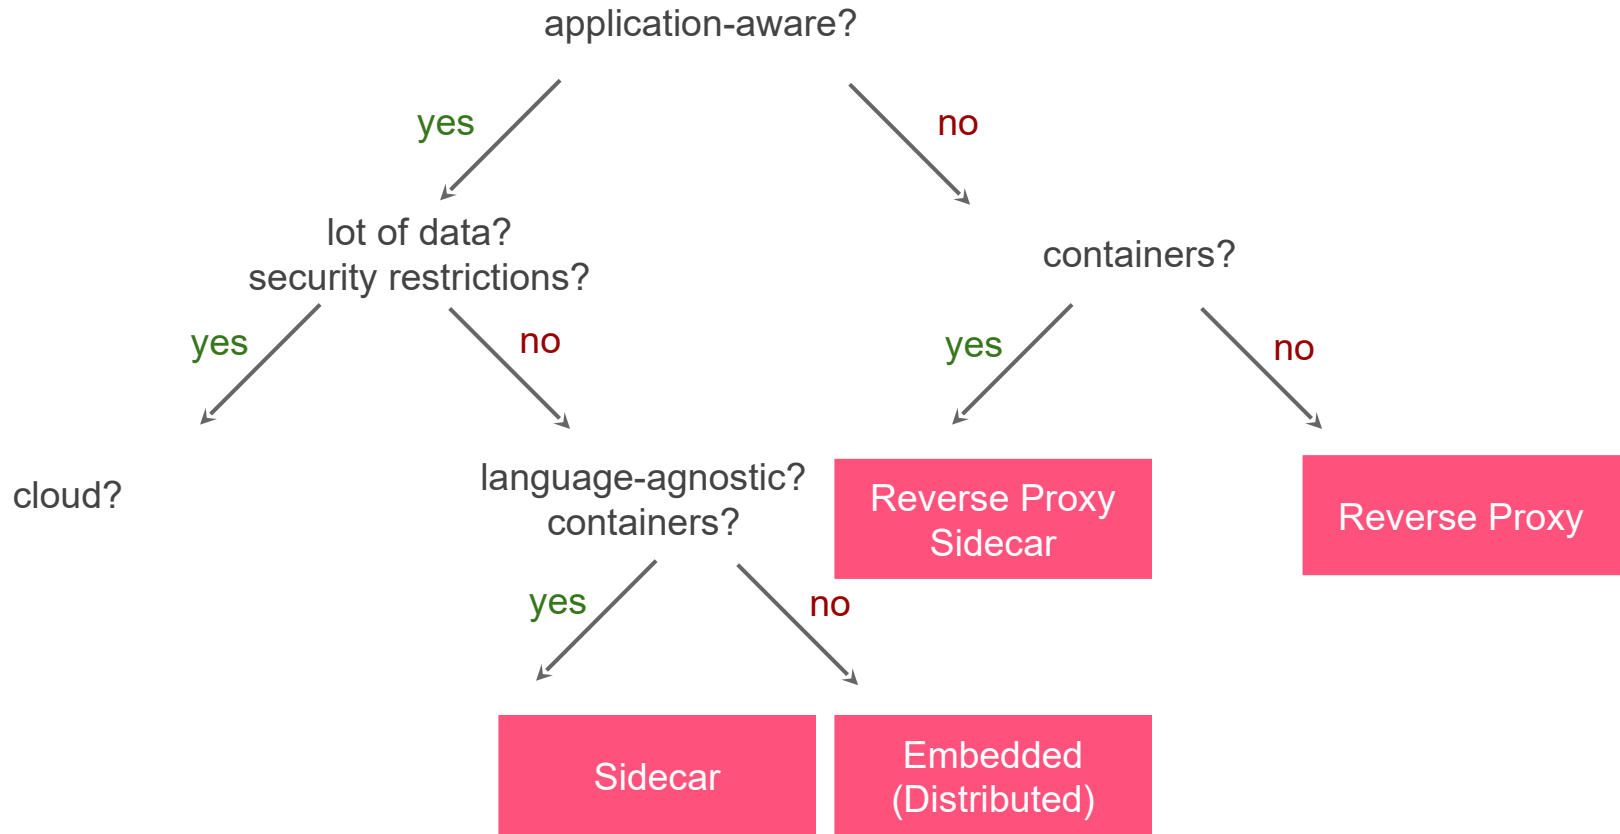 application-aware?
yes
no
lot of data?
security restrictions?
containers?
yes
no
yes
no
cloud?
language-agnostic?
containers?
Reverse Proxy
Sidecar
Reverse Proxy
yes
no
Sidecar
Embedded
(Distributed)